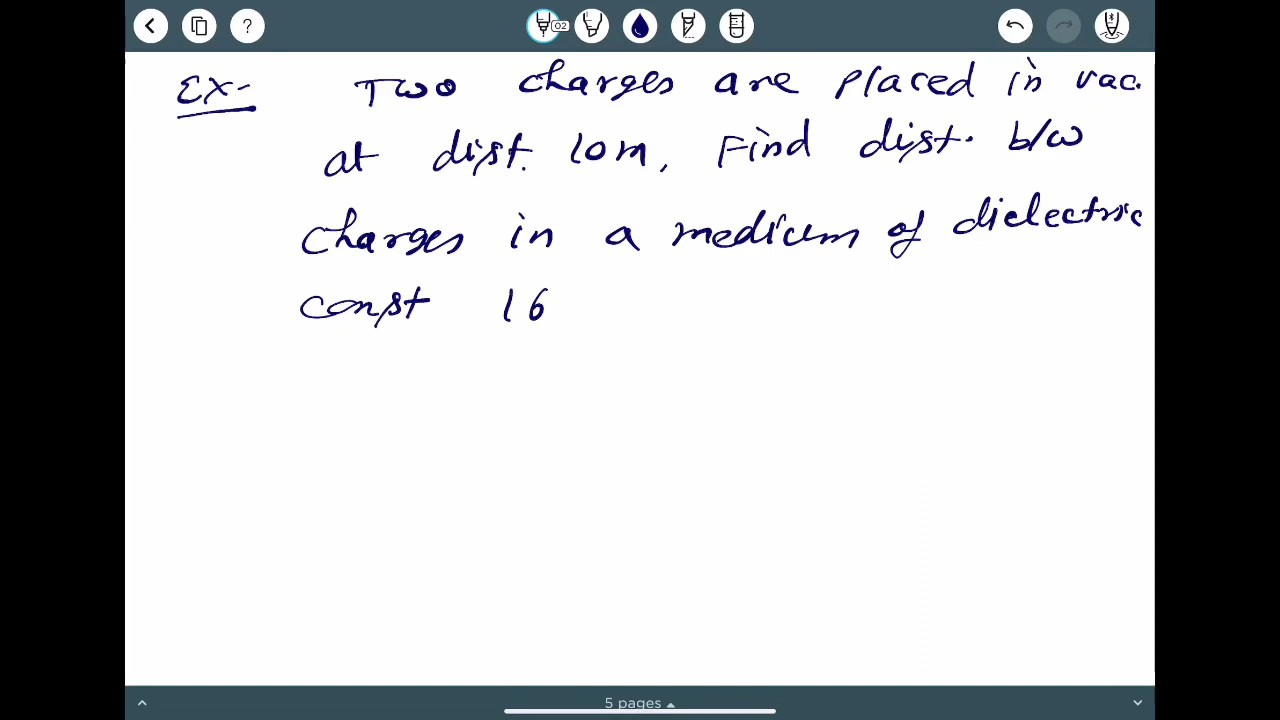 ?
02
Ex- Two charges are placed in vac.
at dist. 10m, Find dist. b/w
charges in a medium of dielectric
const 16
5 pages